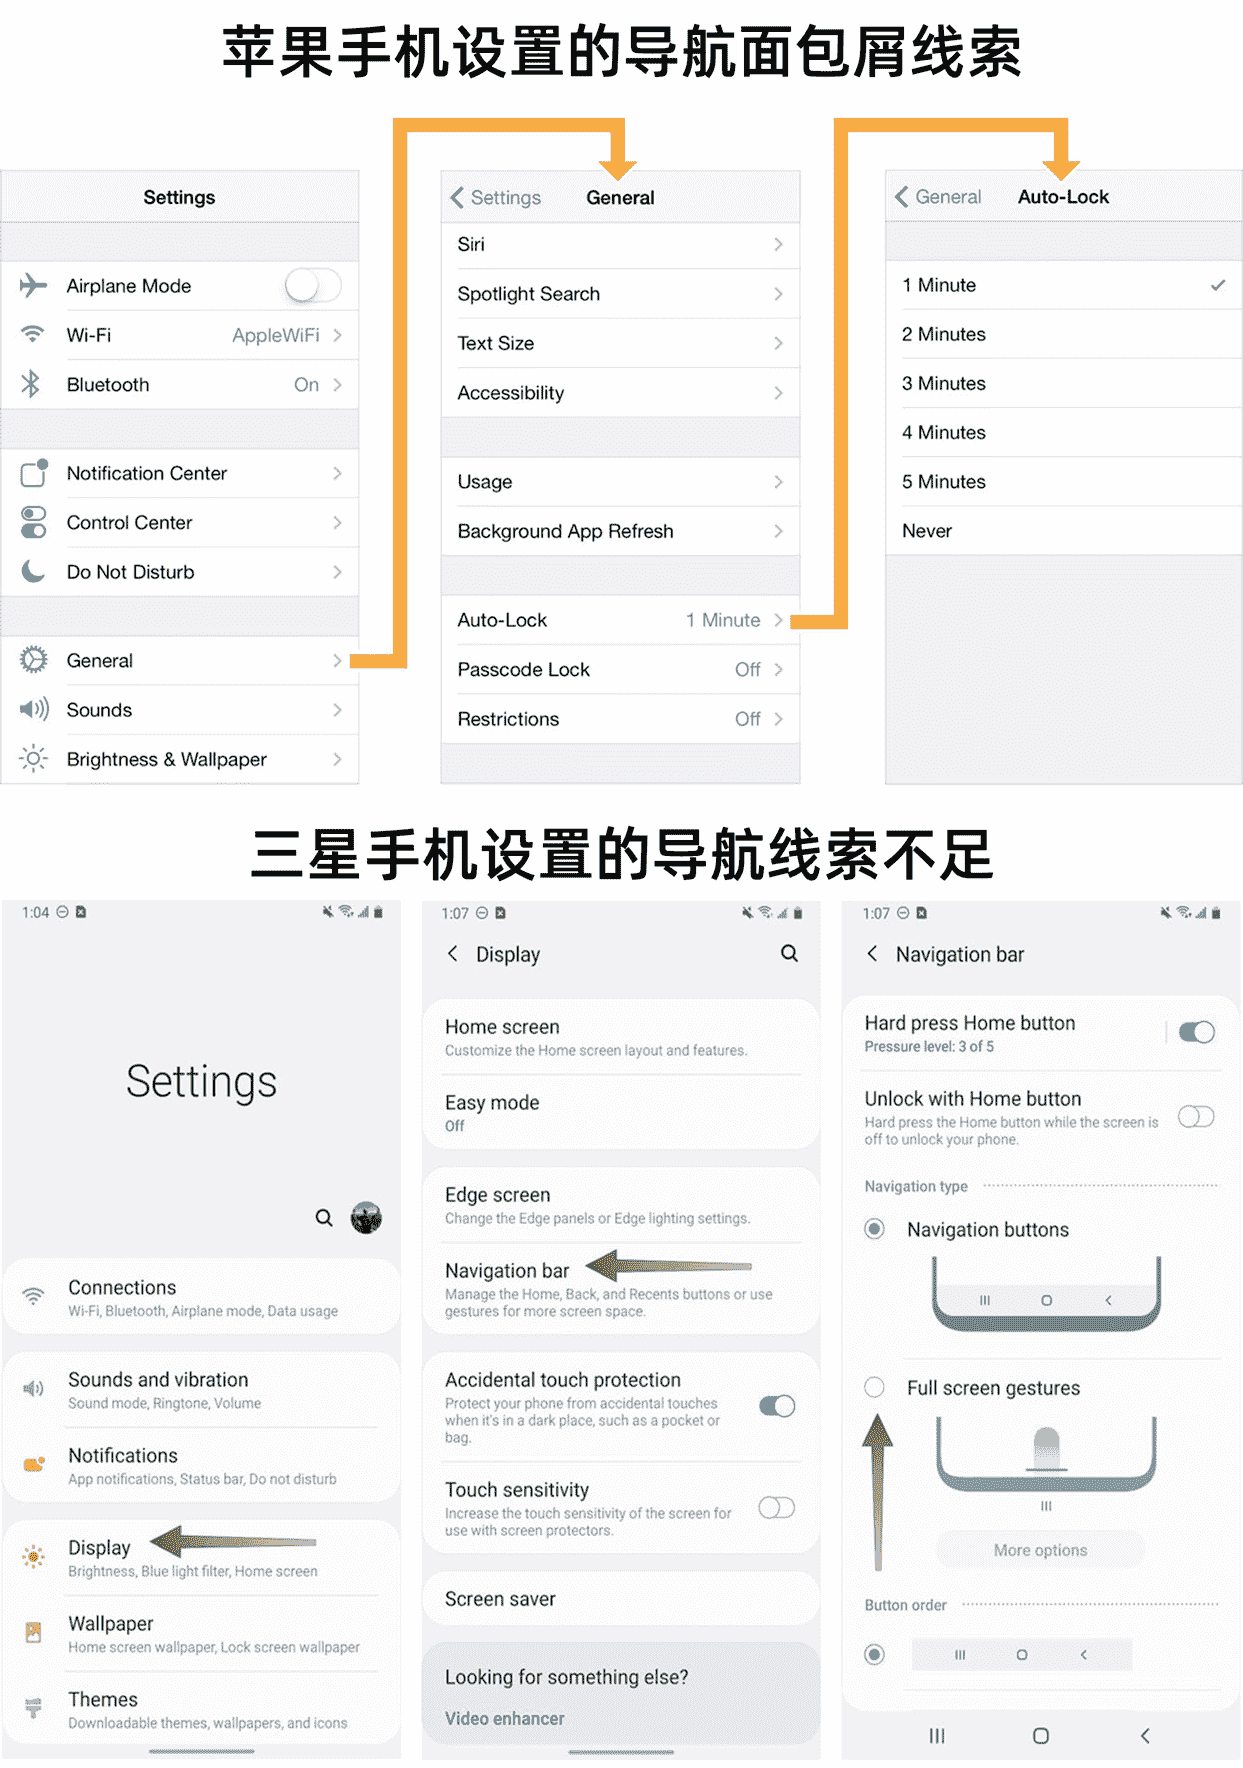 苹果手机设置的导航面包屑线索
Settings
Airplane Mode
Wi-Fi AppleWiFi
Bluetooth On
Notification Center
Control Center
Do Not Disturb
General
Sounds
Brightness & Wallpaper
Settings General
Siri
Spotlight Search
Text Size
Accessibility
Usage
Background App Refresh
Auto-Lock 1 Minute
Passcode Lock Off
Restrictions Off
General Auto-Lock
1 Minute
2 Minutes
3 Minutes
4 Minutes
5 Minutes
Never
三星手机设置的导航线索不足
1:04
Settings
Connections
Wi-Fi, Bluetooth, Airplane mode, Data usage
Sounds and vibration
Sound mode, Ringtone, Volume
Notifications
App notifications, Status bar, Do not disturb
Display
Brightness, Blue light filter, Home screen
Wallpaper
Home screen wallpaper, Lock screen wallpaper
Themes
Downloadable themes, wallpapers, and icons
1:07
Display
Home screen
Customize the Home screen layout and features.
Easy mode
Off
Edge screen
Change the Edge panels or Edge lighting settings.
Navigation bar
Manage the Home, Back, and Recents buttons or use
gestures for more screen space.
Accidental touch protection
Protect your phone from accidental touches
when it's in a dark place, such as a pocket or
bag.
Touch sensitivity
Increase the touch sensitivity of the screen for
use with screen protectors.
Screen saver
Looking for something else?
Video enhancer
1:07
Navigation bar
Hard press Home button
Pressure level: 3 of 5
Unlock with Home button
Hard press the Home button while the screen is
off to unlock your phone.
Navigation type
Navigation buttons
Full screen gestures
More options
Button order